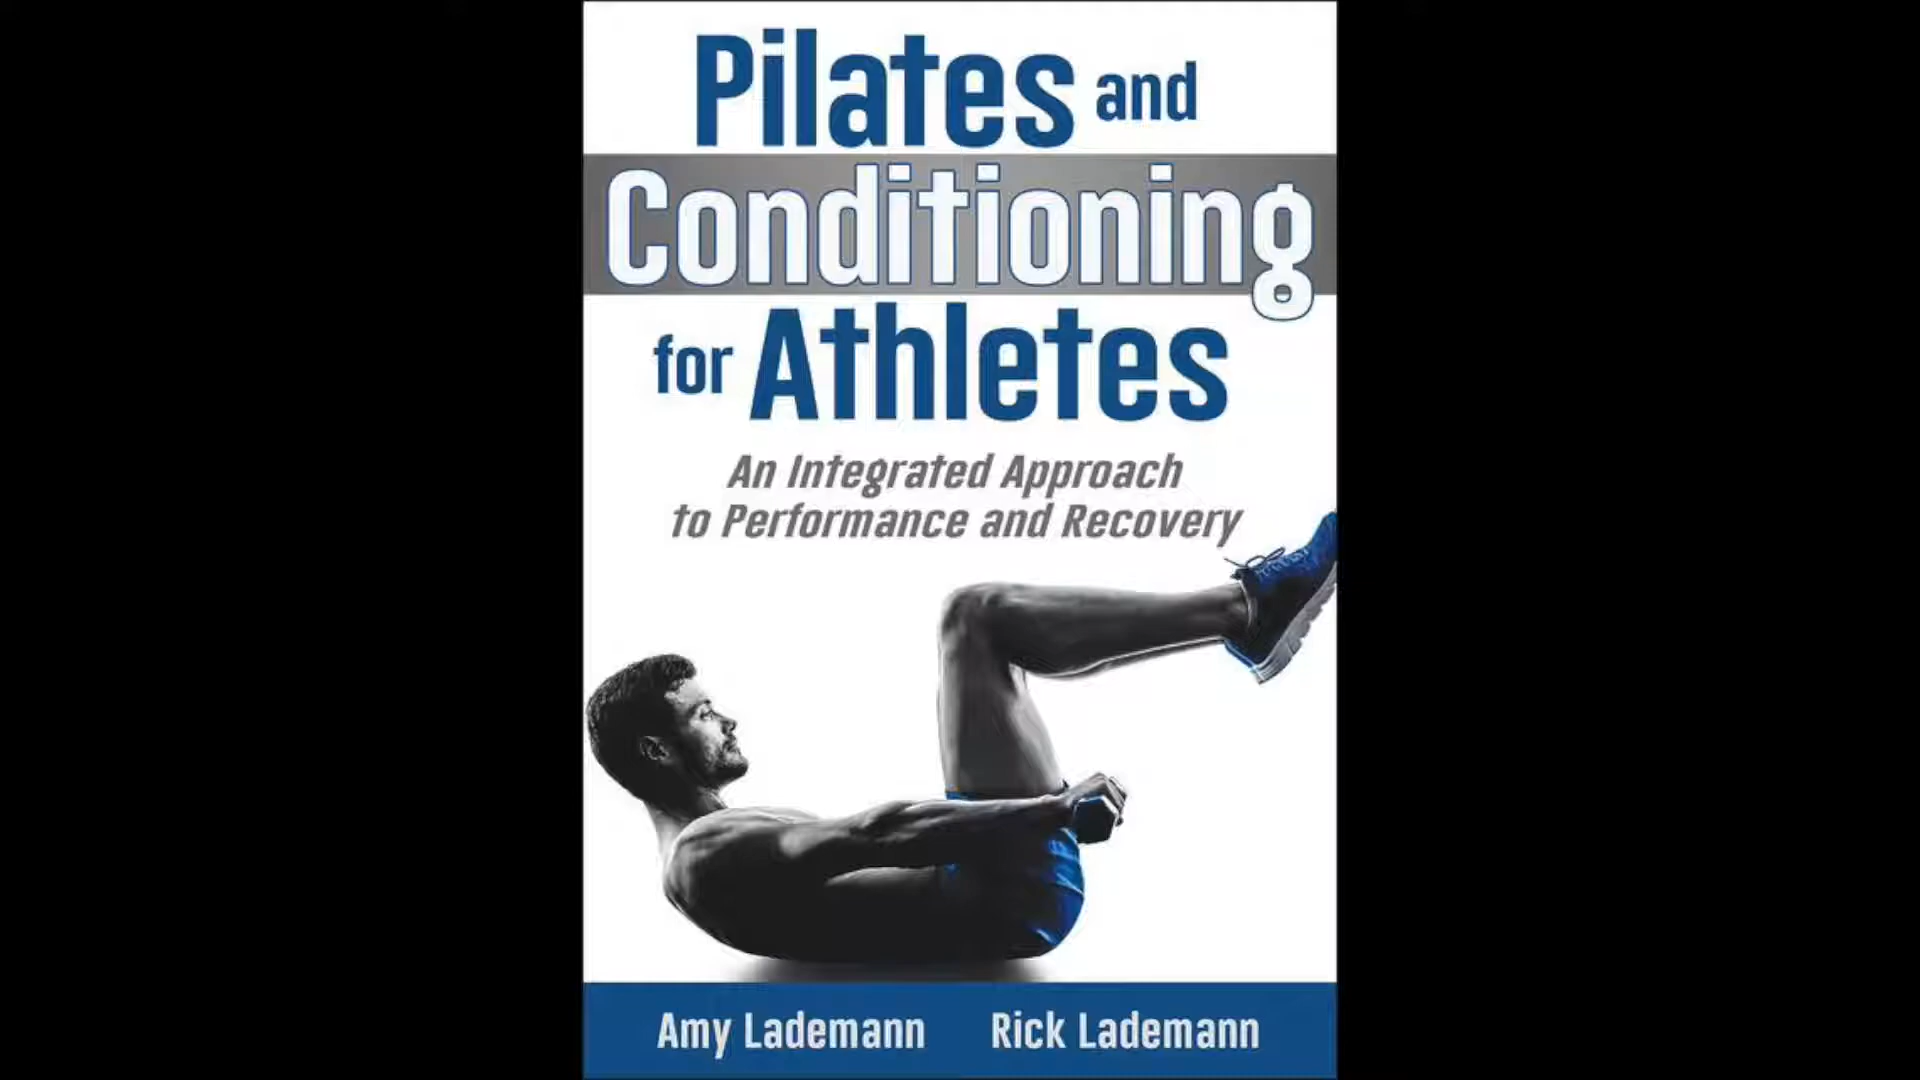 Pilates and
Conditioning
for Athletes
An Integrated Approach
to Performance and Recovery
Amy Lademann Rick Lademann